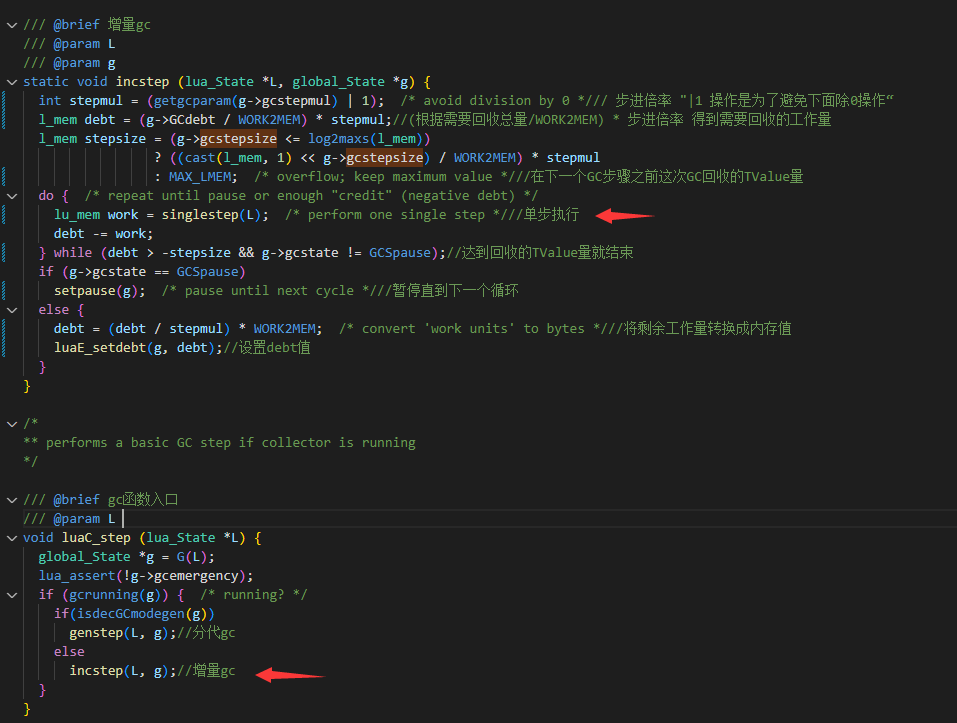 /// @brief 增量gc
/// @param L
/// @param g
static void incstep (lua_State *L, global_State *g) {
int stepmul = (getgcparam(g->gcstepmul) | 1);  /* avoid division by 0 *//// 步进倍率 "|1 操作是为了避免下面除0操作“
l_mem debt = (g->GCdebt / WORK2MEM) * stepmul;//(根据需要回收总量/WORK2MEM) * 步进倍率 得到需要回收的工作量
l_mem stepsize = (g->gcstepsize <= log2maxs(l_mem))
? ((cast(l_mem, 1) << g->gcstepsize) / WORK2MEM) * stepmul
: MAX_LMEM;  /* overflow; keep maximum value *///在下一个GC步骤之前这次GC回收的TValue量
do {  /* repeat until pause or enough "credit" (negative debt) */
lu_mem work = singlestep(L);  /* perform one single step *///单步执行
debt -= work;
} while (debt > -stepsize && g->gcstate != GCSpause);//达到回收的TValue量就结束
if (g->gcstate == GCSpause)
setpause(g);  /* pause until next cycle *///暂停直到下一个循环
else {
debt = (debt / stepmul) * WORK2MEM;  /* convert 'work units' to bytes *///将剩余工作量转换成内存值
luaE_setdebt(g, debt);//设置debt值
}
}
/*
** performs a basic GC step if collector is running
*/
/// @brief gc函数入口
/// @param L
void luaC_step (lua_State *L) {
global_State *g = G(L);
lua_assert(!g->gcemergency);
if (gcrunning(g)) {  /* running? */
if(isdecGCmodegen(g))
genstep(L, g);//分代gc
else
incstep(L, g);//增量gc
}
}